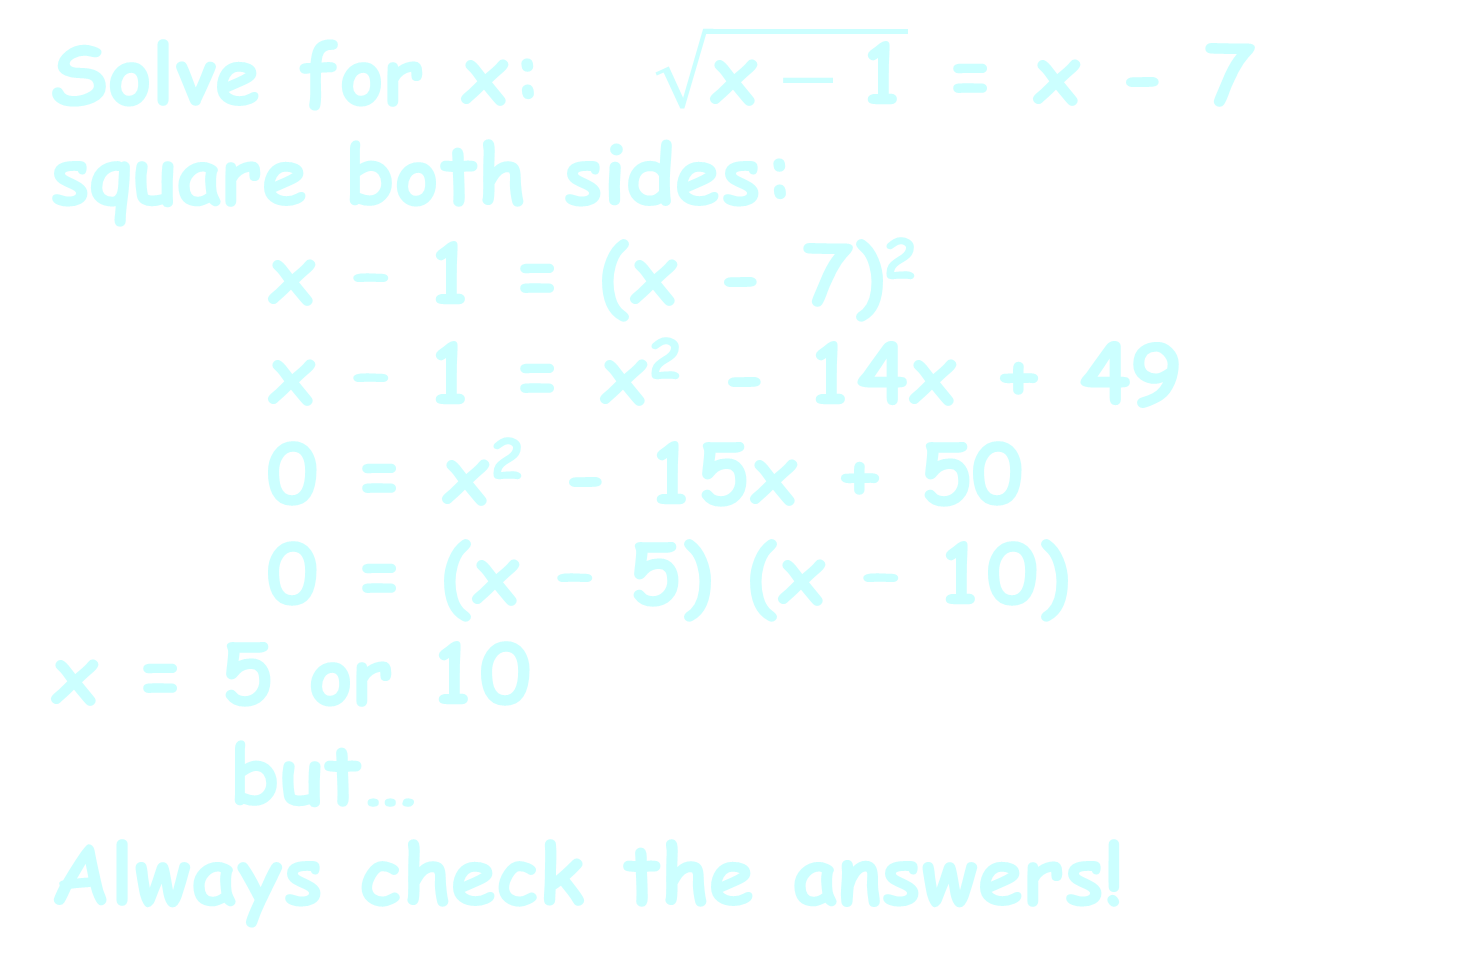 Solve for x: √x − 1 = x - 7
square both sides:
x – 1 = (x - 7)²
x – 1 = x² - 14x + 49
0 = x² - 15x + 50
0 = (x – 5) (x – 10)
x = 5 or 10
but…
Always check the answers!